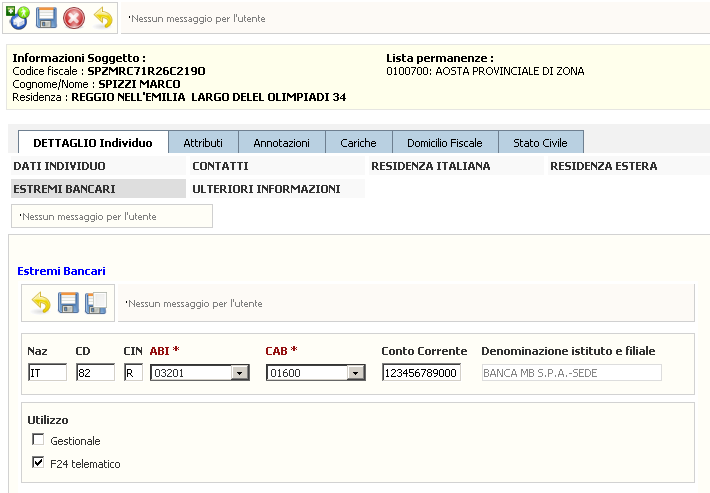 Nessun messaggio per l'utente
Informazioni Soggetto :
Codice fiscale : SPZMRC71R26C219O
Cognome/Nome : SPIZZI MARCO
Residenza : REGGIO NELL'EMILIA LARGO DELEL OLIMPIADI 34
Lista permanenze :
0100700: AOSTA PROVINCIALE DI ZONA
DETTAGLIO Individuo Attributi Annotazioni Cariche Domicilio Fiscale Stato Civile
DATI INDIVIDUO CONTATTI RESIDENZA ITALIANA RESIDENZA ESTERA
ESTREMI BANCARI ULTERIORI INFORMAZIONI
Nessun messaggio per l'utente
Estremi Bancari
Nessun messaggio per l'utente
Naz CD CIN ABI * CAB * Conto Corrente Denominazione istituto e filiale
IT 82 R 03201 01600 123456789000 BANCA MB S.P.A.-SEDE
Utilizzo
Gestionale
F24 telematico